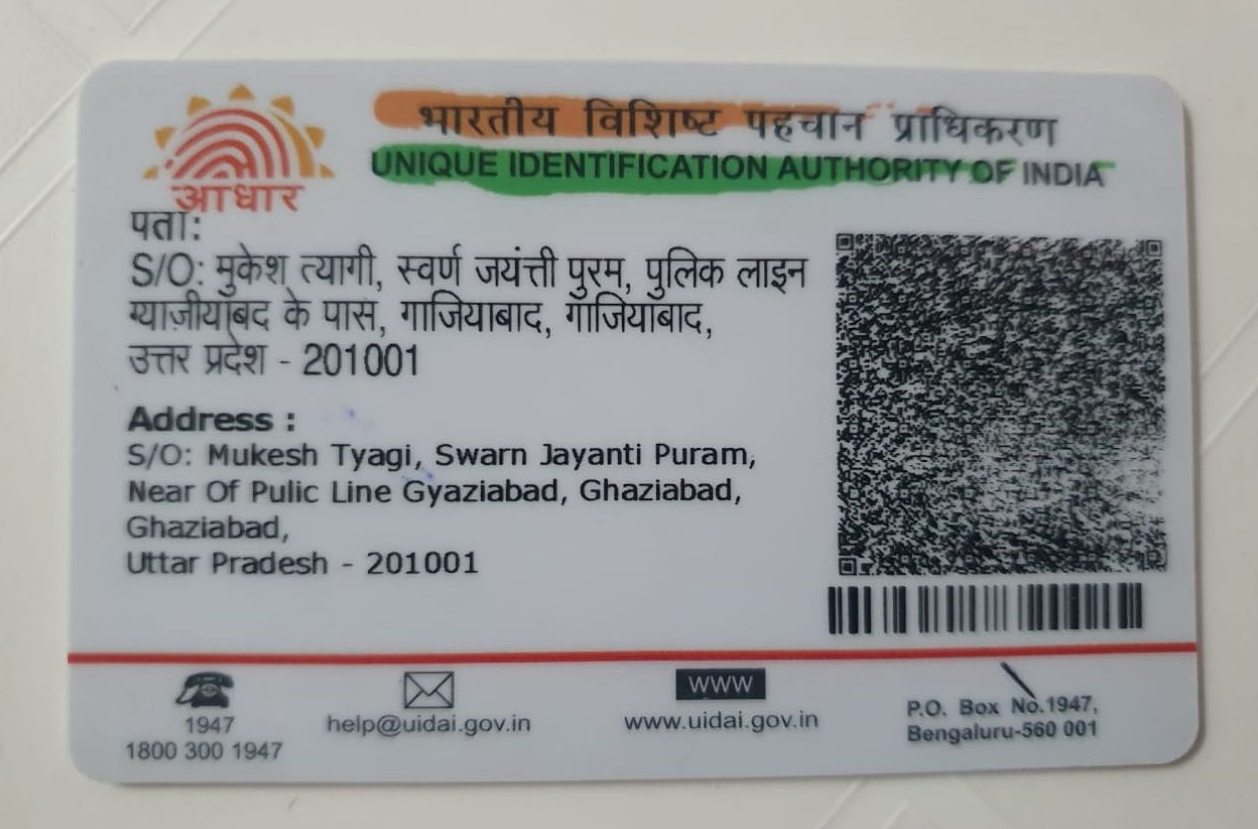 भारतीय विशिष्ट पहचान प्राधिकरण
UNIQUE IDENTIFICATION AUTHORITY OF INDIA
आधार
पता:
S/O: मुकेश त्यागी, स्वर्ण जयंत्ती पुरम, पुलिक लाइन
ग्याज़ीयाबद के पास, गाजियाबाद, गाजियाबाद,
उत्तर प्रदेश - 201001
Address :
S/O: Mukesh Tyagi, Swarn Jayanti Puram,
Near Of Pulic Line Gyaziabad, Ghaziabad,
Ghaziabad,
Uttar Pradesh - 201001
1947
1800 300 1947
help@uidai.gov.in
www
www.uidai.gov.in
P.O. Box No.1947,
Bengaluru-560 001